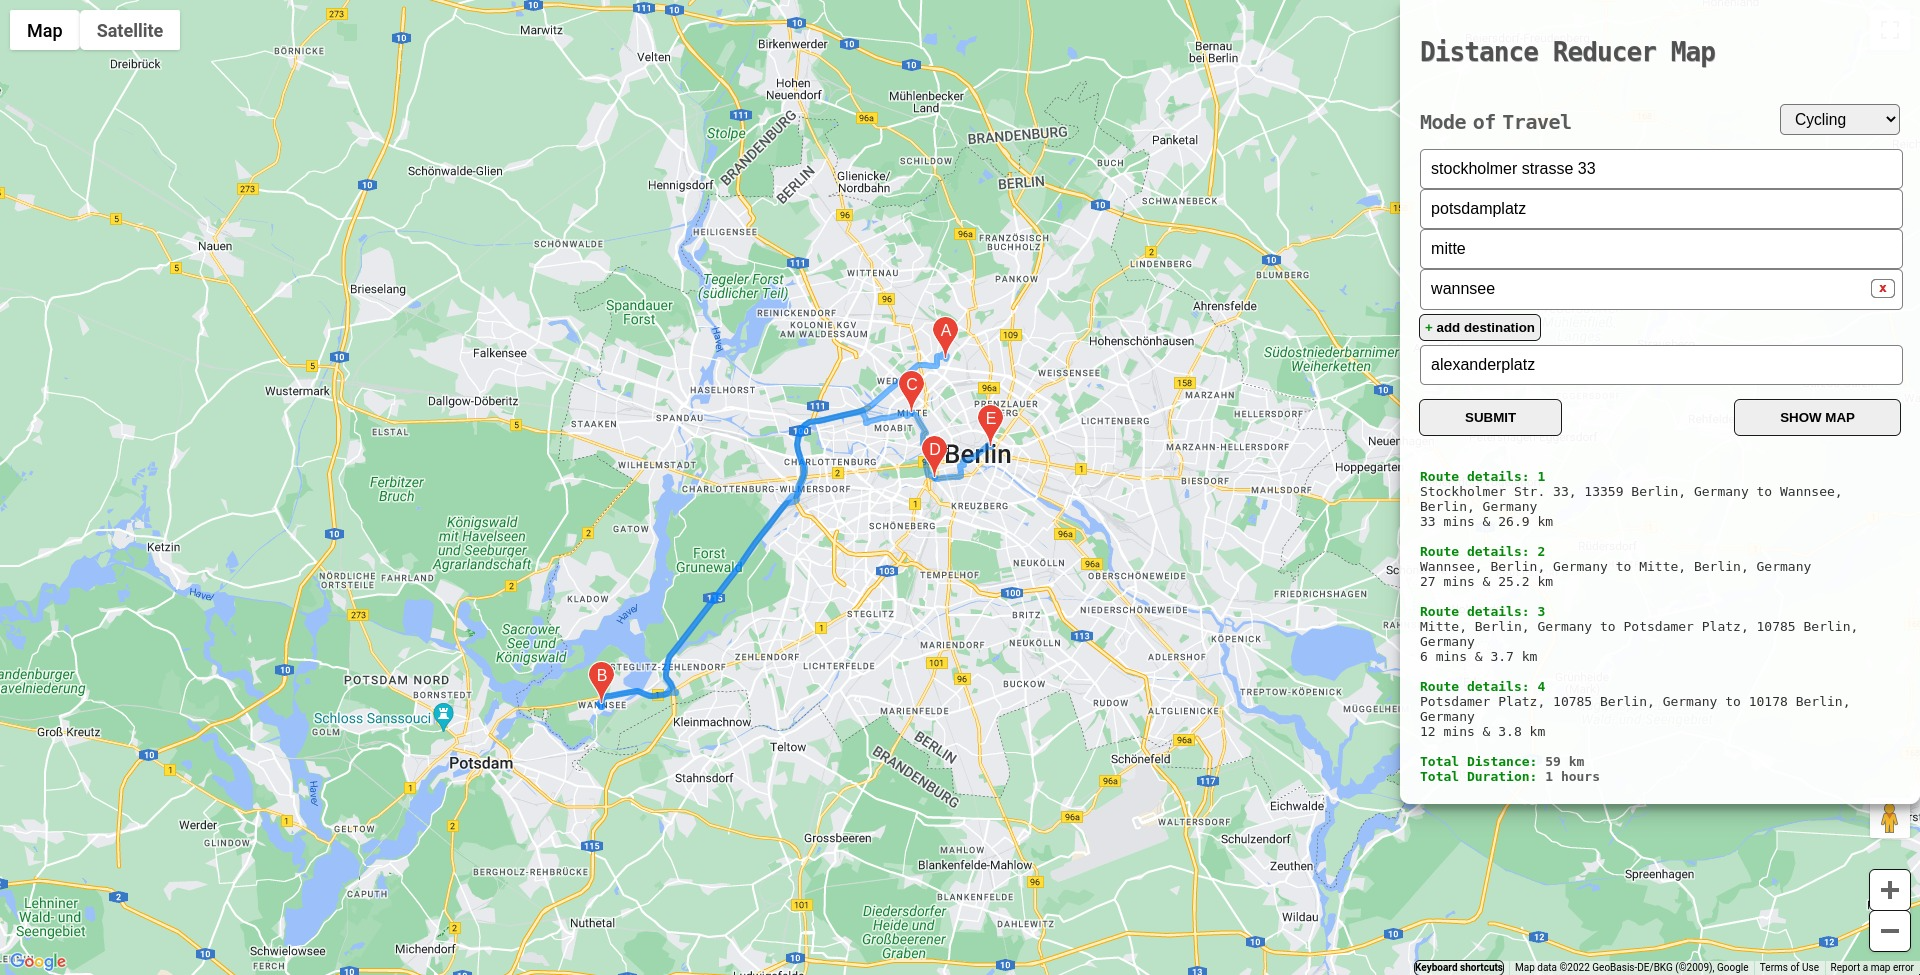 Map
Satellite
Distance Reducer Map
Mode of Travel
Cycling
stockholmer strasse 33
potsdamplatz
mitte
wannsee
x
+ add destination
alexanderplatz
SUBMIT
SHOW MAP
Route details: 1
Stockholmer Str. 33, 13359 Berlin, Germany to Wannsee,
Berlin, Germany
33 mins & 26.9 km
Route details: 2
Wannsee, Berlin, Germany to Mitte, Berlin, Germany
27 mins & 25.2 km
Route details: 3
Mitte, Berlin, Germany to Potsdamer Platz, 10785 Berlin,
Germany
6 mins & 3.7 km
Route details: 4
Potsdamer Platz, 10785 Berlin, Germany to 10178 Berlin,
Germany
12 mins & 3.8 km
Total Distance: 59 km
Total Duration: 1 hours
Marwitz
BÖRNICKE
Dreibrück
Velten
Birkenwerder
Bernau
bei Berlin
Hohen
Neuendorf
Mühlenbecker
Land
Stolpe
BRANDENBURG
BERLIN
BRANDENBURG
BERLIN
Panketal
SCHILDOW
BUCH
Schönwalde-Glien
Hennigsdorf
Glienicke/
Nordbahn
SCHWANEBECK
HEILIGENSEE
Nauen
SCHÖNWALDE
FRANZÖSISCH
BUCHHOLZ
LINDENBERG
BLUMBERG
WITTENAU
PANKOW
Brieselang
Tegeler Forst
(südlicher Teil)
Spandauer
Forst
Ahrensfelde
REINICKENDORF
KOLONIE KGV
AM WALDESSAUM
Havel
A
Hohenschönhausen
Falkensee
Südostniederbarnimer
Weiherketten
WEISSENSEE
Wustermark
HASELHORST
C
MARZAHN
Dallgow-Döberitz
SPANDAU
E
LICHTENBERG
HELLERSDORF
STAAKEN
MOABIT
ELSTAL
D
Berlin
MARZAHN-HELLERSDORF
WILHELMSTADT
CHARLOTTENBURG
Hoppegarten
Ferbitzer
Bruch
CHARLOTTENBURG-WILMERSDORF
BIESDORF
MAHLSDORF
KREUZBERG
Königswald
mit Havelseen
und Seeburger
Agrarlandschaft
GATOW
SCHÖNEBERG
Ketzin
Forst
Grunewald
NEUKÖLLN
TEMPELHOF
OBERSCHÖNEWEIDE
NÖRDLICHE
ORTSTEILE
FAHRLAND
KLADOW
FRIEDRICHSHAGEN
Havel
Havel
STEGLITZ
BRITZ
NIEDERSCHÖNEWEIDE
Sacrower
See und
Königswald
KÖPENICK
MARIENDORF
NEUKÖLLN
ZEHLENDORF
LICHTERFELDE
ADLERSHOF
STEGLITZ-ZEHLENDORF
POTSDAM NORD
B
BORNSTEDT
BUCKOW
TREPTOW-KÖPENICK
WANNSEE
Schloss Sanssouci
GOLM
Kleinmachnow
MARIENFELDE
RUDOW
ALTGLIENICKE
Groß Kreutz
Teltow
BERLIN
BRANDENBURG
Schönefeld
Potsdam
Stahnsdorf
Havel
Eichwalde
Werder
GELTOW
GLINDOW
Grossbeeren
WALTERSDORF
Schulzendorf
MAHLOW
Blankenfelde-Mahlow
Zeuthen
BERGHOLZ-REHBRÜCKE
Spreenhagen
CAPUTH
BLANKENFELDE
Lehniner
Wald- und
Seengebiet
Diedersdorfer
Heide und
Großbeerener
Graben
Nuthetal
DAHLEWITZ
Wildau
Schwielowsee
FERCH
Michendorf
Google
Keyboard shortcuts
Map data ©2022 GeoBasis-DE/BKG (©2009), Google
Terms of Use
Report a map error